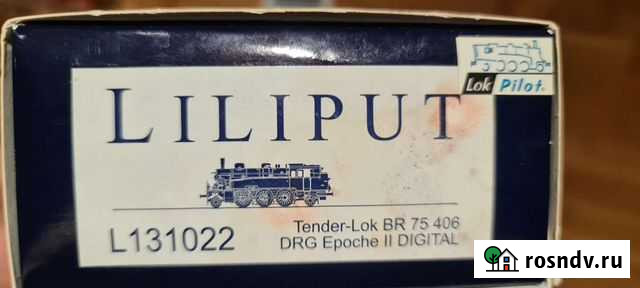 LILIPUT
Lok Pilot
L131022
Tender-Lok BR 75 406
DRG Epoche II DIGITAL
rosndv.ru